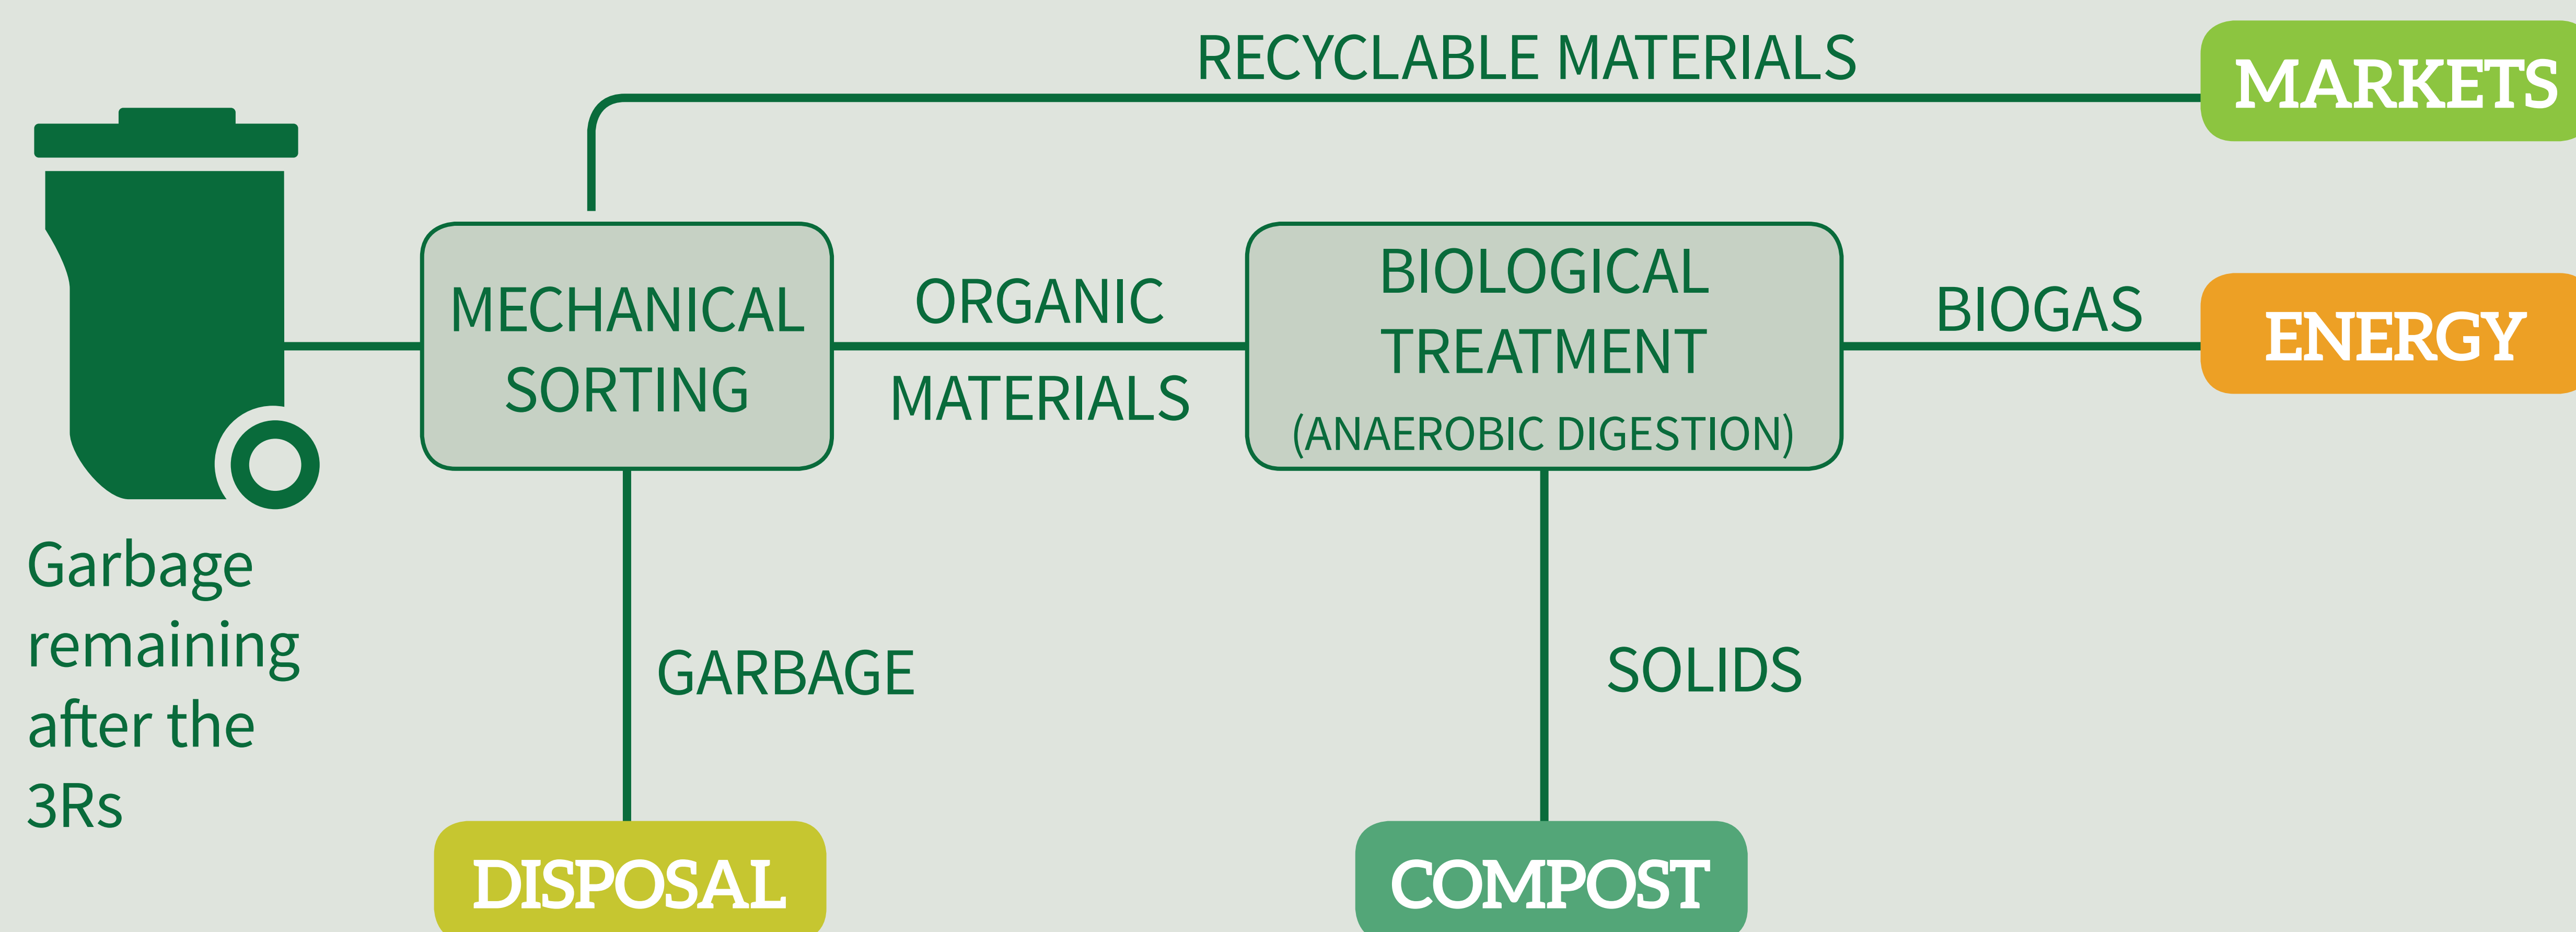 RECYCLABLE MATERIALS
MARKETS
MECHANICAL
SORTING
ORGANIC
MATERIALS
BIOLOGICAL
TREATMENT
(ANAEROBIC DIGESTION)
BIOGAS
ENERGY
Garbage
remaining
after the
3Rs
GARBAGE
SOLIDS
DISPOSAL
COMPOST